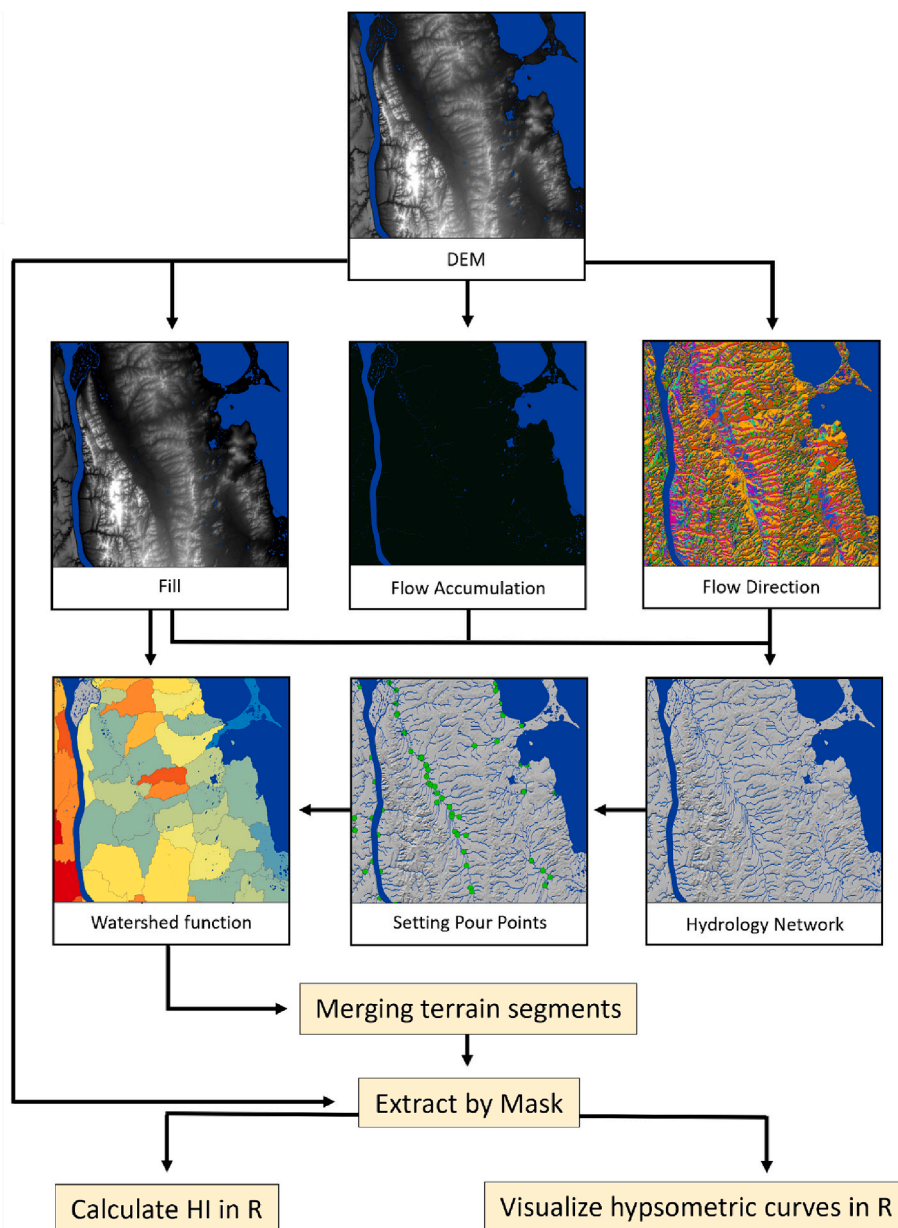 DEM
Fill
Flow Accumulation
Flow Direction
Watershed function
Setting Pour Points
Hydrology Network
Merging terrain segments
Extract by Mask
Calculate HI in R
Visualize hypsometric curves in R